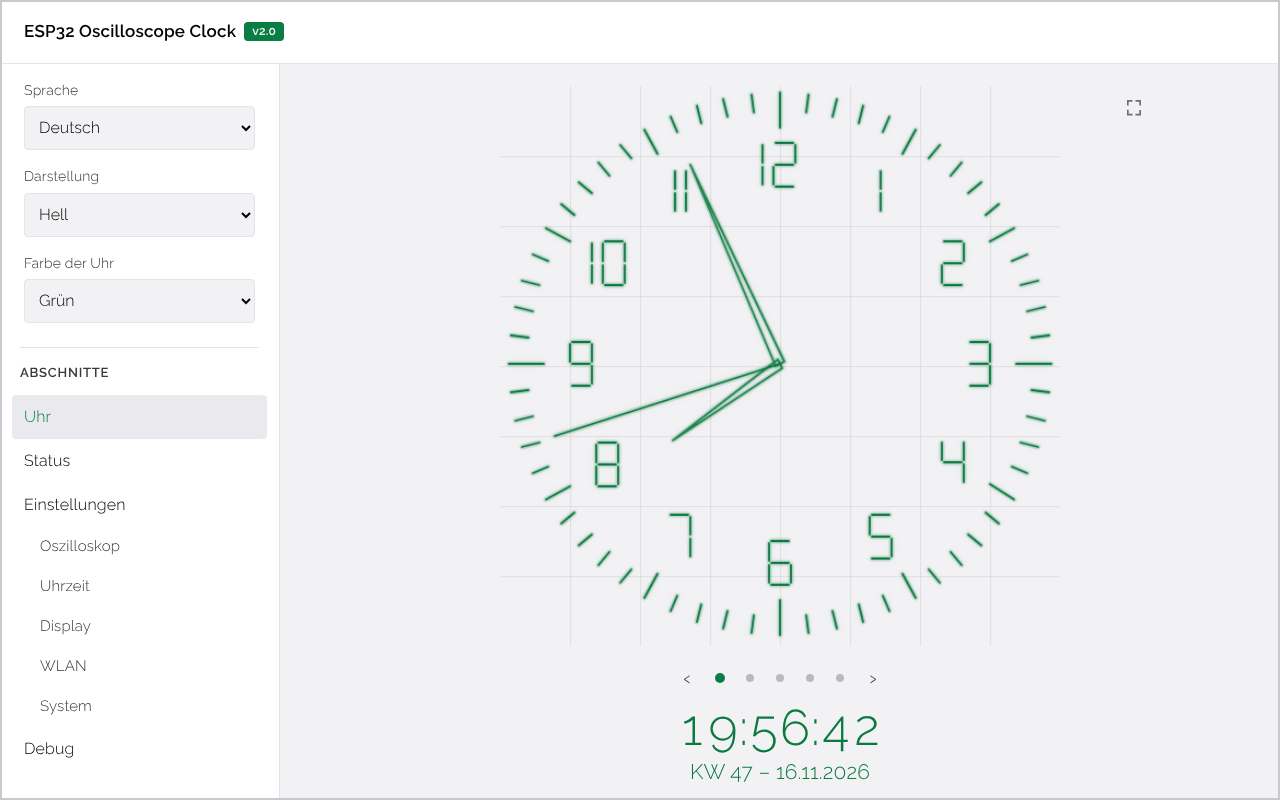 ESP32 Oscilloscope Clock v2.0
Sprache
Deutsch
Darstellung
Hell
Farbe der Uhr
Grün
ABSCHNITTE
Uhr
Status
Einstellungen
Oszilloskop
Uhrzeit
Display
WLAN
System
Debug
12
1
2
3
4
5
6
7
8
9
10
11
< >
19:56:42
KW 47 – 16.11.2026